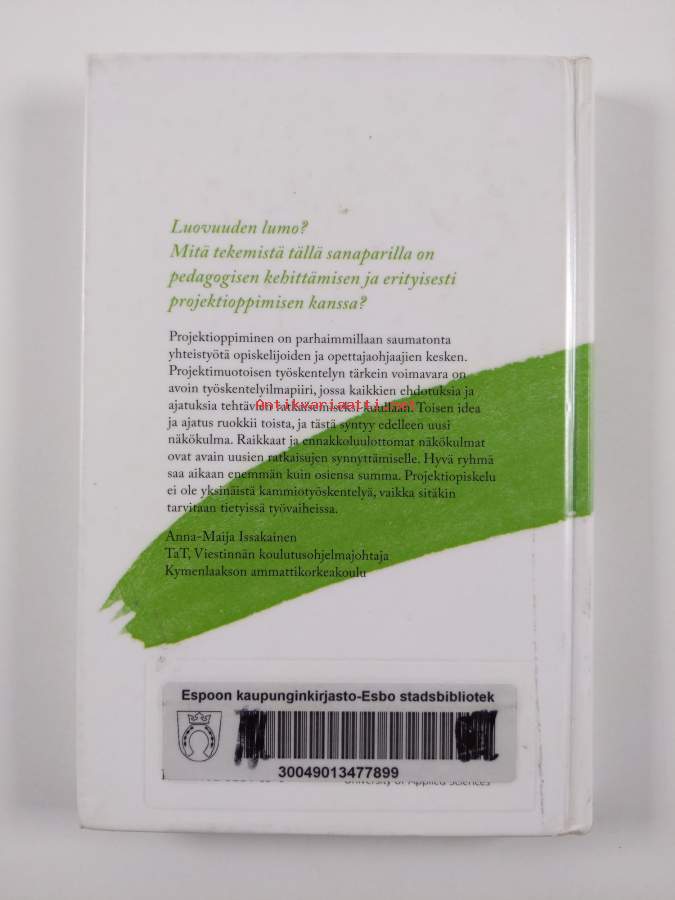 Luovuuden lumo?
Mitä tekemistä tällä sanaparilla on
pedagogisen kehittämisen ja erityisesti
projektioppimisen kanssa?
Projektioppiminen on parhaimmillaan saumatonta
yhteistyötä opiskelijoiden ja opettajaohjaajien kesken.
Projektimuotoisen työskentelyn tärkein voimavara on
avoin työskentelyilmapiiri, jossa kaikkien ehdotuksia ja
Antikvariaatti.net
ajatuksia tehtävän ratkaisemiseksi kuullaan. Toisen idea
ja ajatus ruokkii toista, ja tästä syntyy edelleen uusi
näkökulma. Raikkaat ja ennakkoluulottomat näkökulmat
ovat avain uusien ratkaisujen synnyttämiselle. Hyvä ryhmä
saa aikaan enemmän kuin osiensa summa. Projektiopiskelu
ei ole yksinäistä kammiotyöskentelyä, vaikka sitäkin
tarvitaan tietyissä työvaiheissa.
Anna-Maija Issakainen
TaT, Viestinnän koulutusohjelmajohtaja
Kymenlaakson ammattikorkeakoulu
Espoon kaupunginkirjasto-Esbo stadsbibliotek
30049013477899
University of Applied Sciences